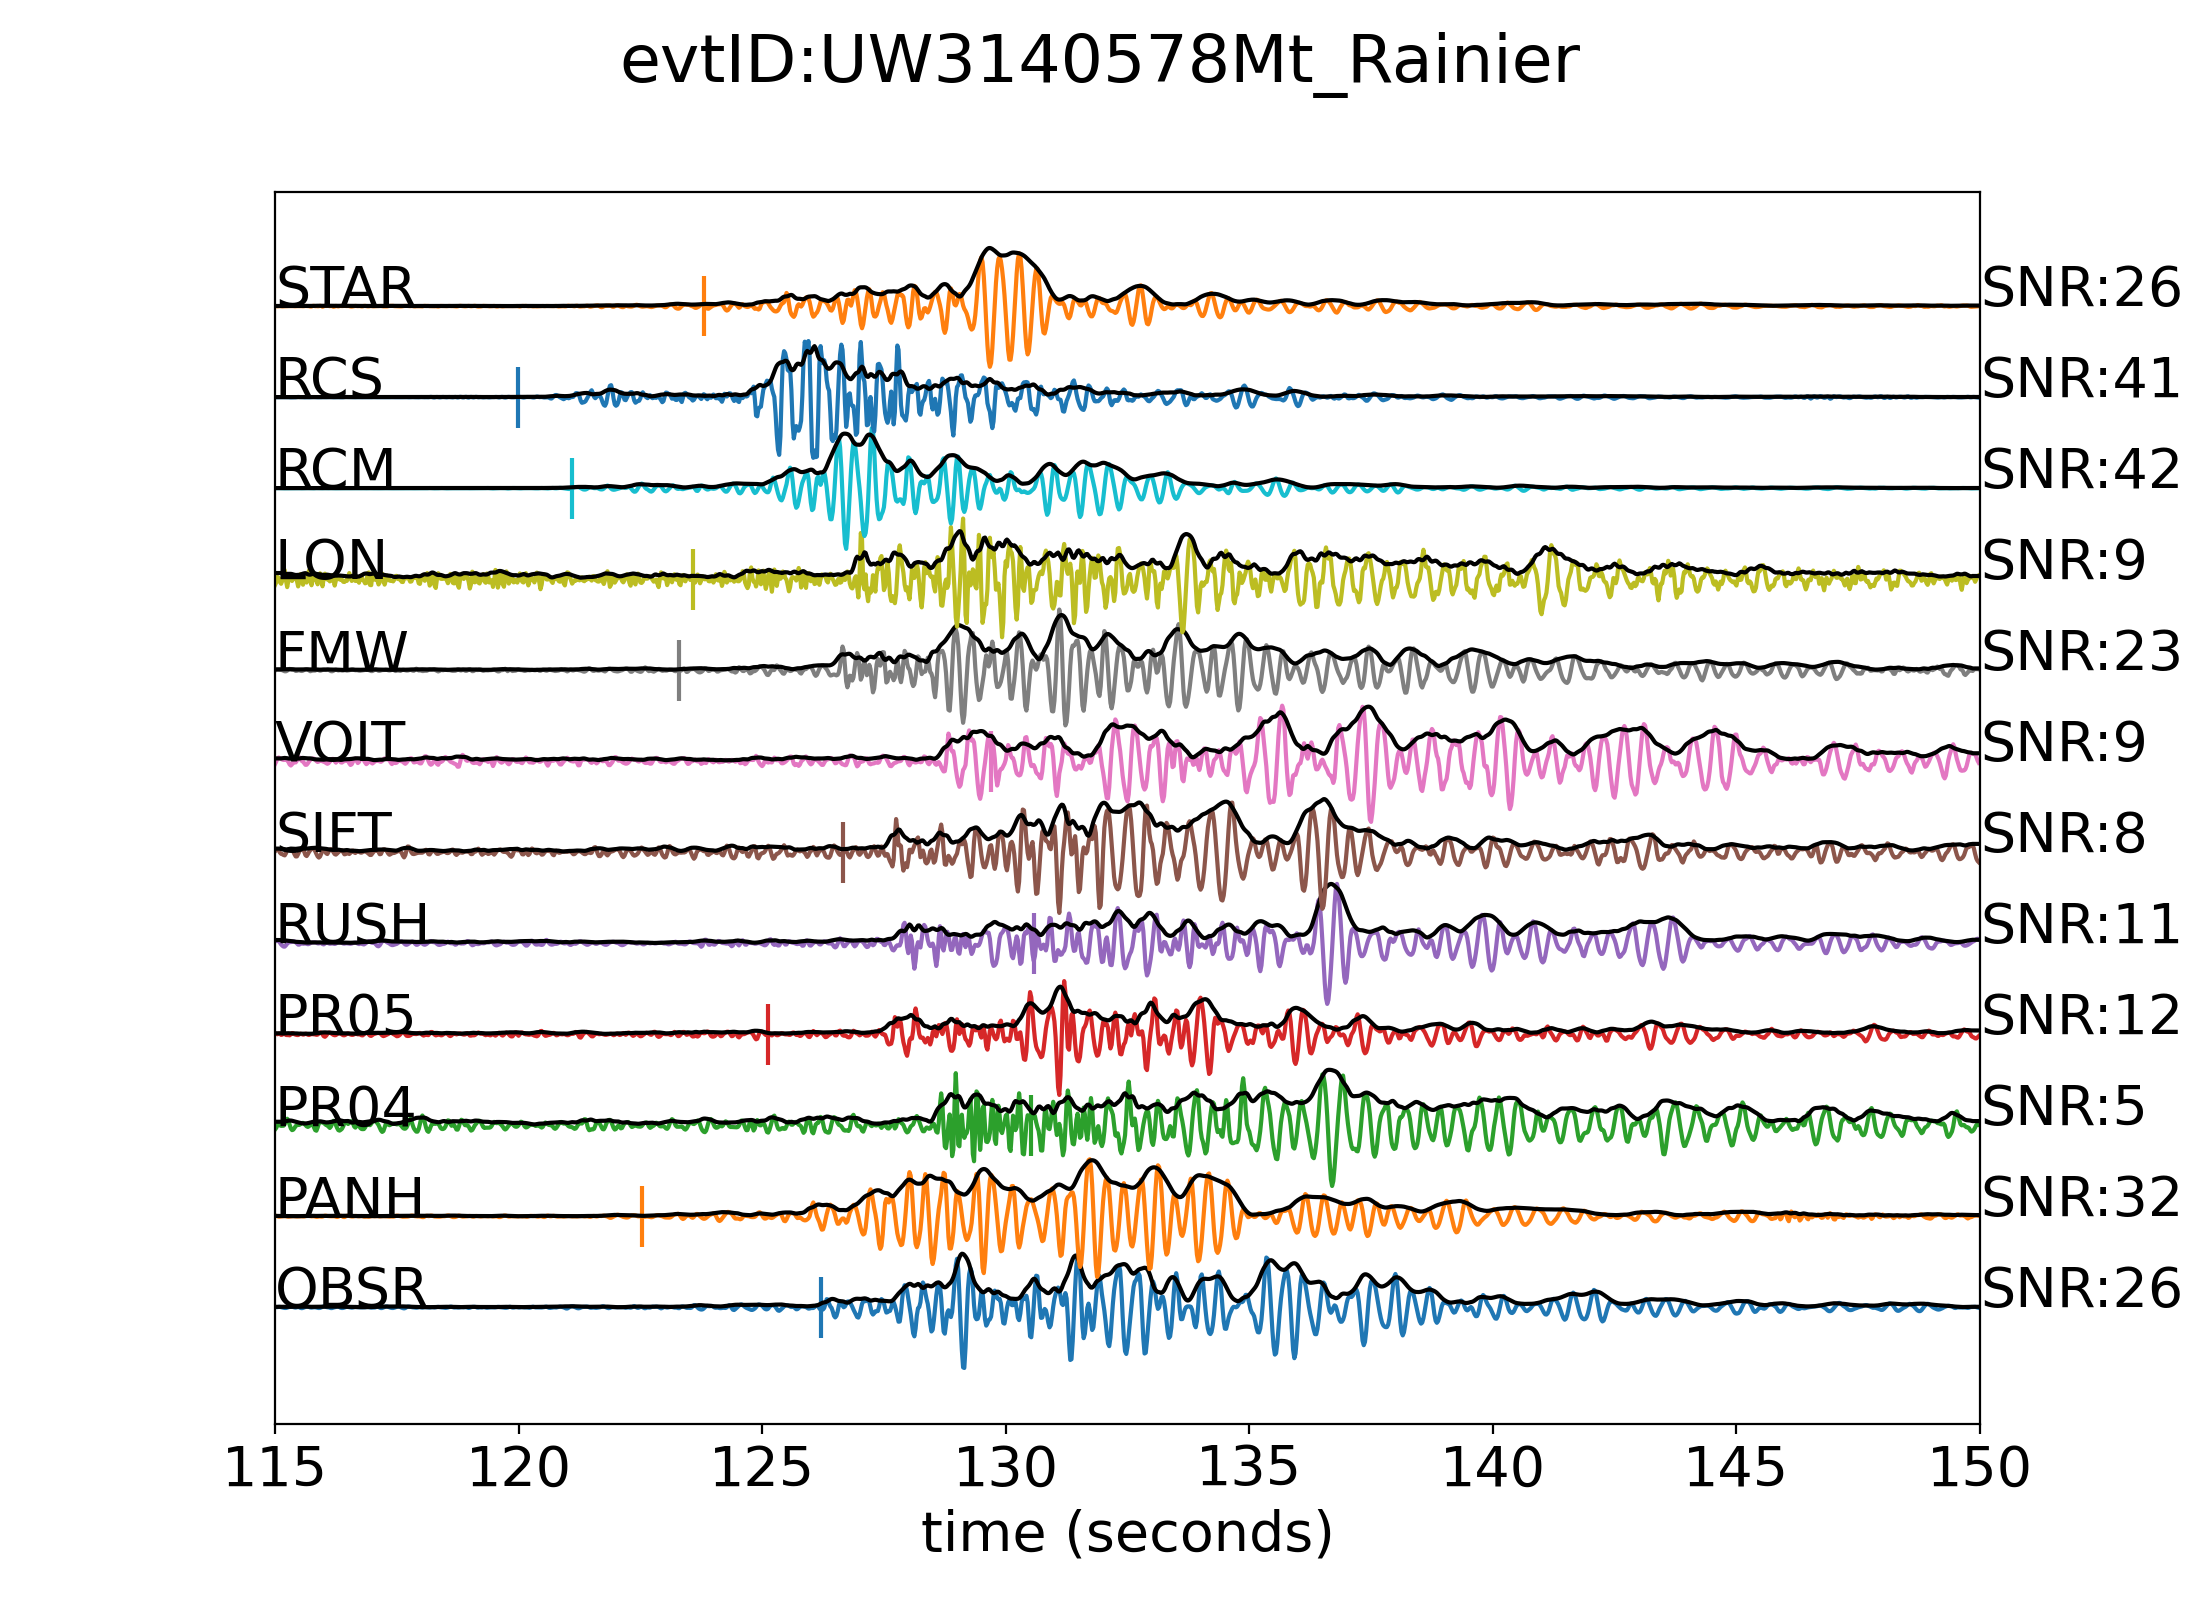 evtID:UW3140578Mt_Rainier
STAR SNR:26
RCS SNR:41
RCM SNR:42
LON SNR:9
FMW SNR:23
VOIT SNR:9
SIFT SNR:8
RUSH SNR:11
PR05 SNR:12
PR04 SNR:5
PANH SNR:32
OBSR SNR:26
115 120 125 130 135 140 145 150
time (seconds)